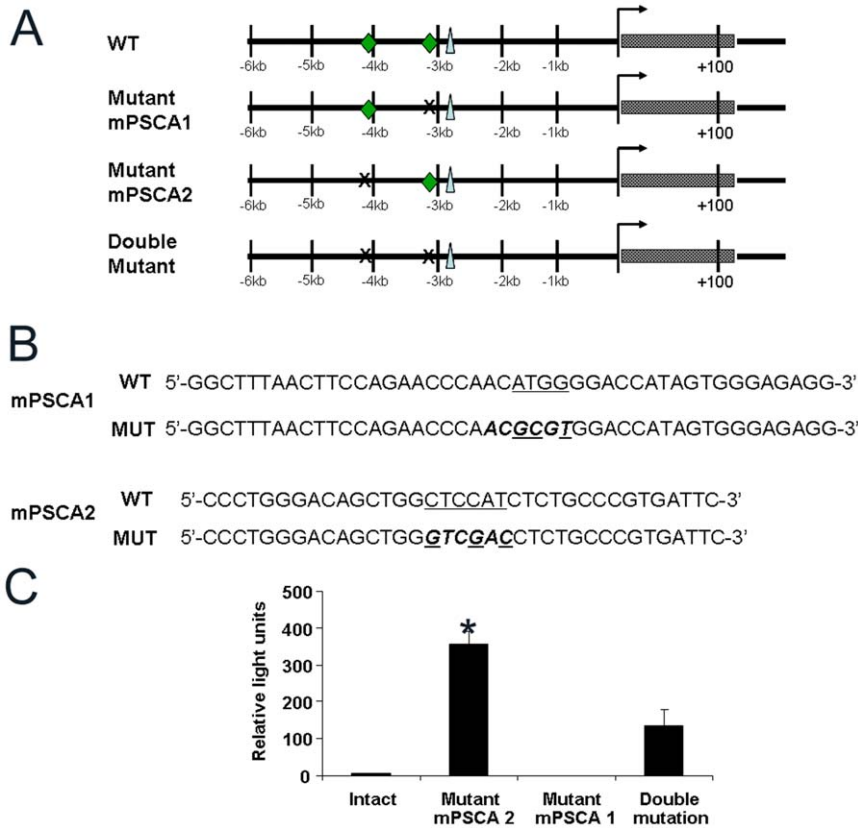 A
WT
-6kb -5kb -4kb -3kb -2kb -1kb +100
Mutant
mPSCA1
X
-6kb -5kb -4kb -3kb -2kb -1kb +100
Mutant
mPSCA2
X
-6kb -5kb -4kb -3kb -2kb -1kb +100
Double
Mutant
X X
-6kb -5kb -4kb -3kb -2kb -1kb +100
B
mPSCA1
WT 5’-GGCTTTAACTTCCAGAACCCAACATGGGGACCATAGTGGGAGAGG-3’
MUT 5’-GGCTTTAACTTCCAGAACCCAACGCGTGGACCATAGTGGGAGAGG-3’
mPSCA2
WT 5’-CCCTGGGACAGCTGGCTCCATCTCTGCCCGTGATTC-3’
MUT 5’-CCCTGGGACAGCTGGGTCGACCTCTGCCCGTGATTC-3’
C
Relative light units
500
400
300
200
100
0
*
Intact
Mutant
mPSCA 2
Mutant
mPSCA 1
Double
mutation